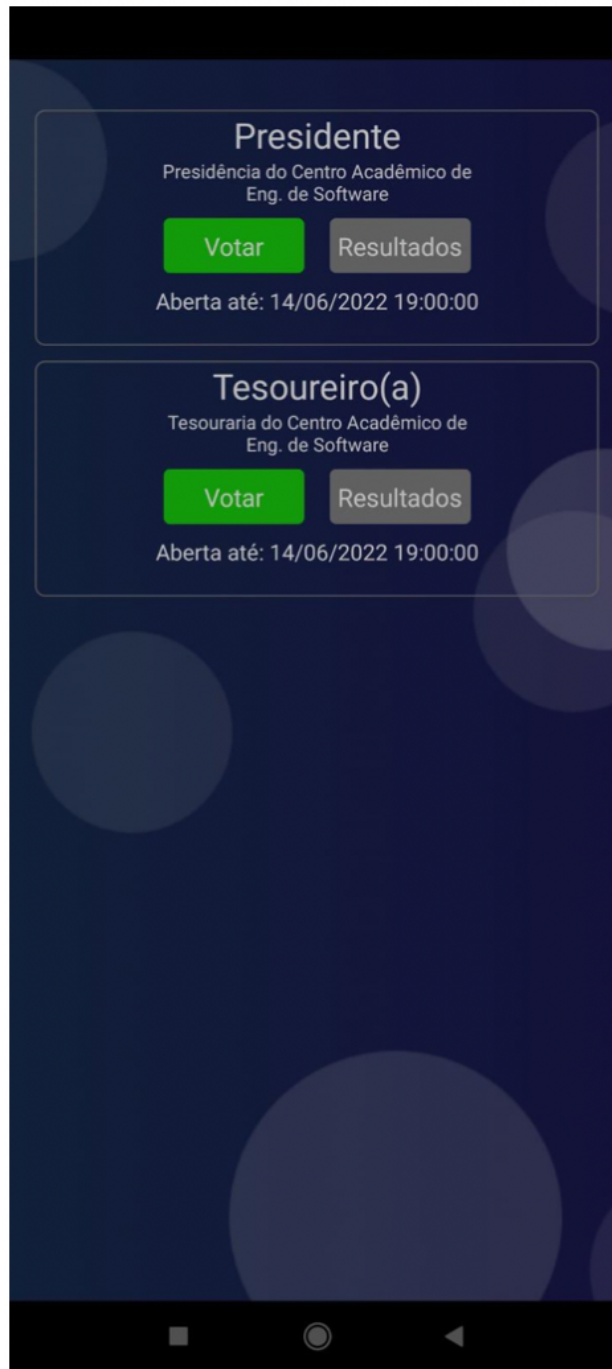 Presidente
Presidência do Centro Acadêmico de
Eng. de Software
Votar Resultados
Aberta até: 14/06/2022 19:00:00
Tesoureiro(a)
Tesouraria do Centro Acadêmico de
Eng. de Software
Votar Resultados
Aberta até: 14/06/2022 19:00:00